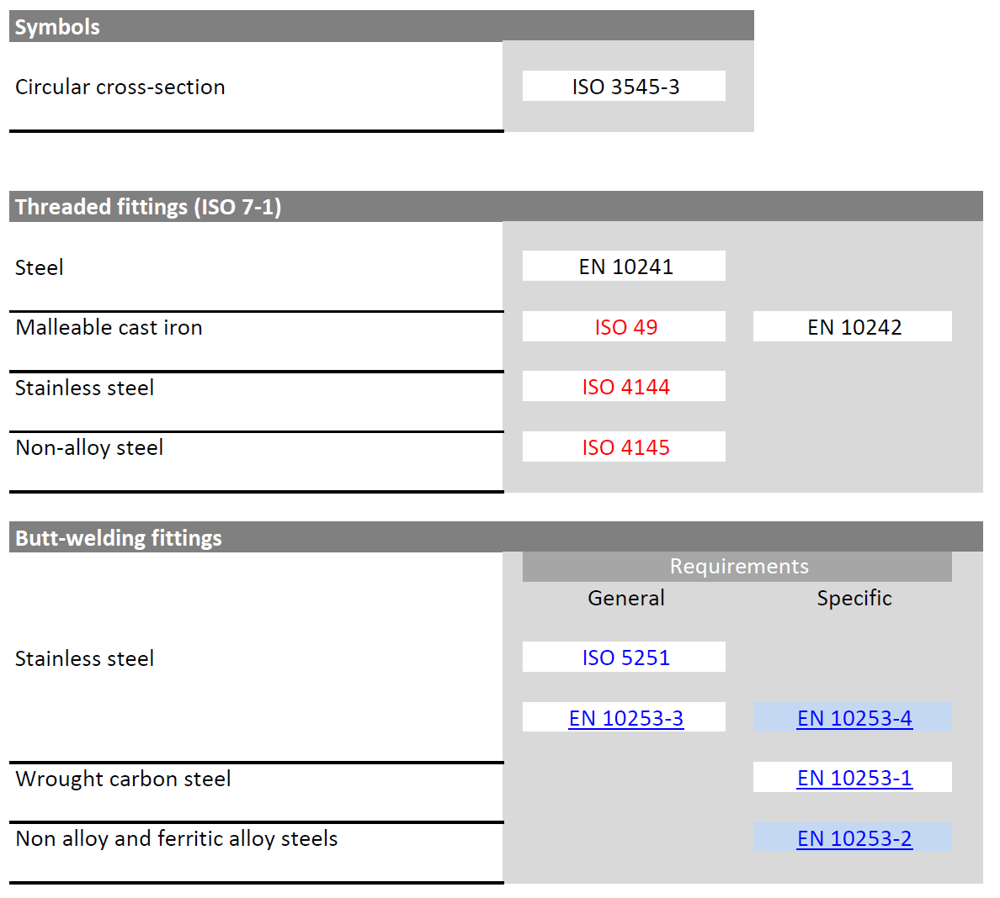 Symbols
Circular cross-section ISO 3545-3
Threaded fittings (ISO 7-1)
Steel EN 10241
Malleable cast iron ISO 49 EN 10242
Stainless steel ISO 4144
Non-alloy steel ISO 4145
Butt-welding fittings
Requirements
General Specific
Stainless steel ISO 5251
EN 10253-3 EN 10253-4
Wrought carbon steel EN 10253-1
Non alloy and ferritic alloy steels EN 10253-2